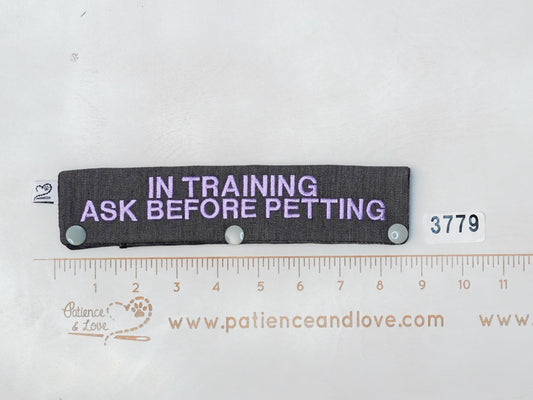 IN TRAINING
ASK BEFORE PETTING
3779
1 2 3 4 5 6 7 8 9 10 11
Patience
& Love
www.patienceandlove.com
www